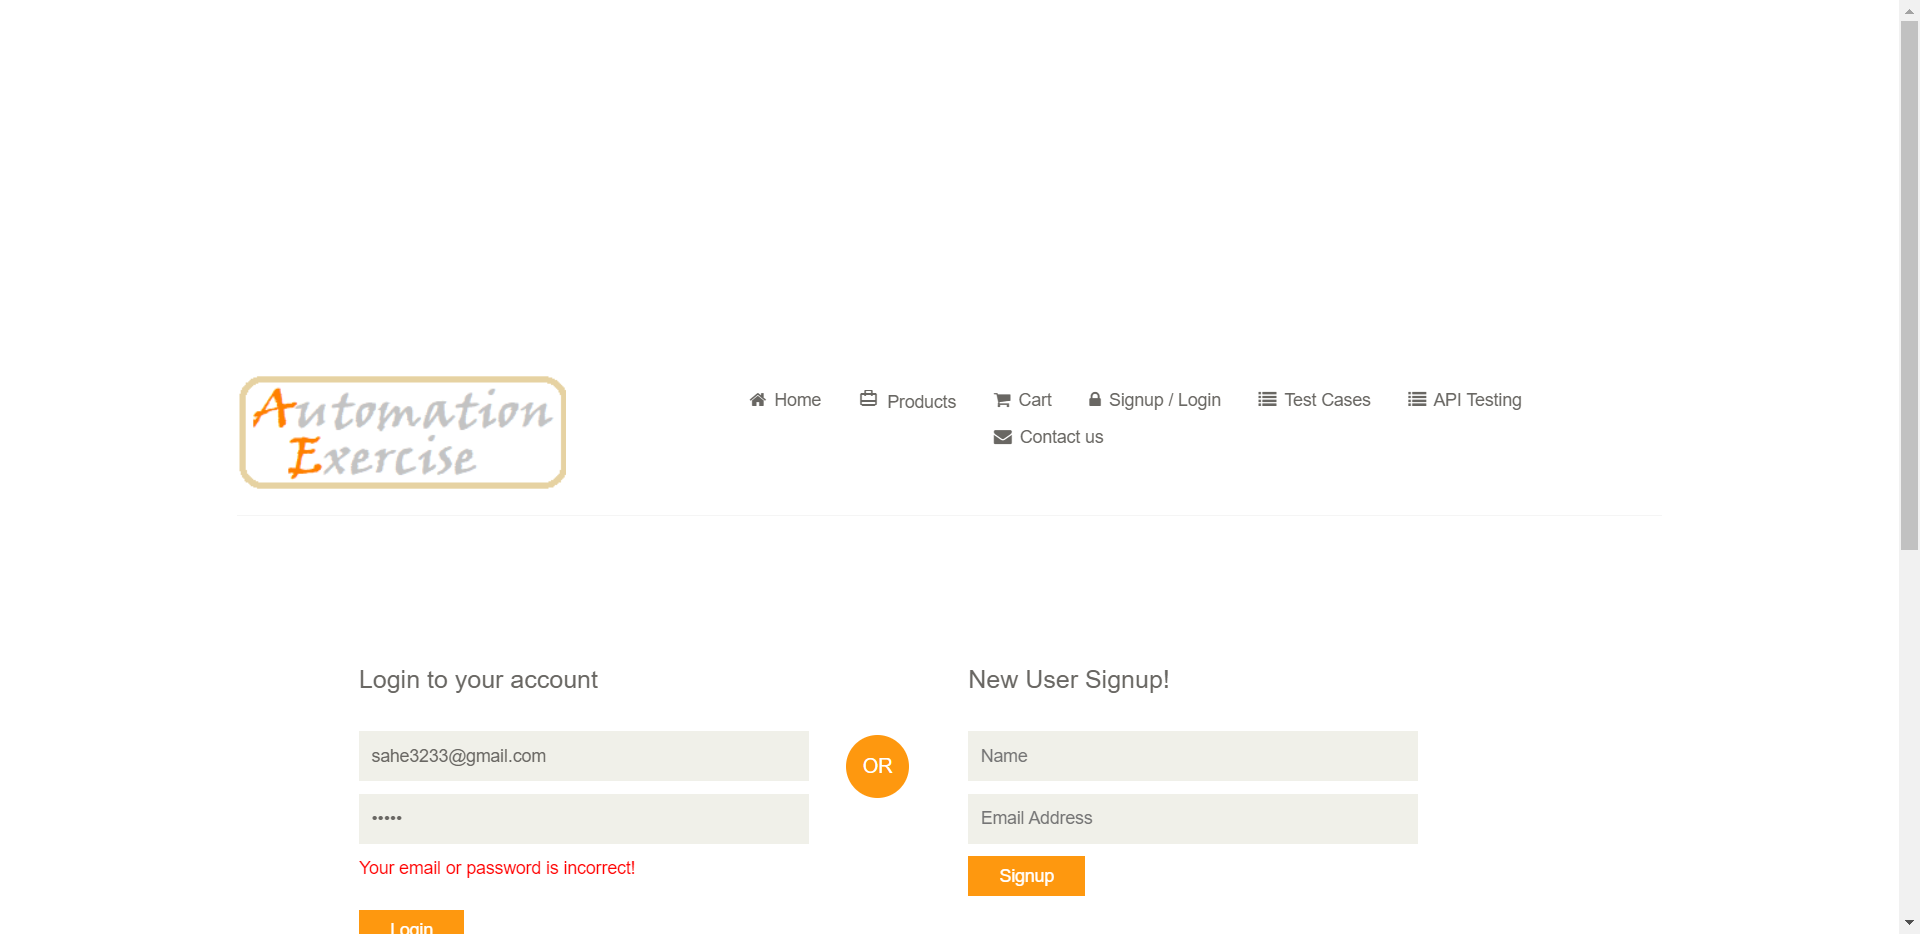 Automation
Exercise
Home
Products
Cart
Signup / Login
Test Cases
API Testing
Contact us
Login to your account
sahe3233@gmail.com
•••••
Your email or password is incorrect!
Login
OR
New User Signup!
Name
Email Address
Signup